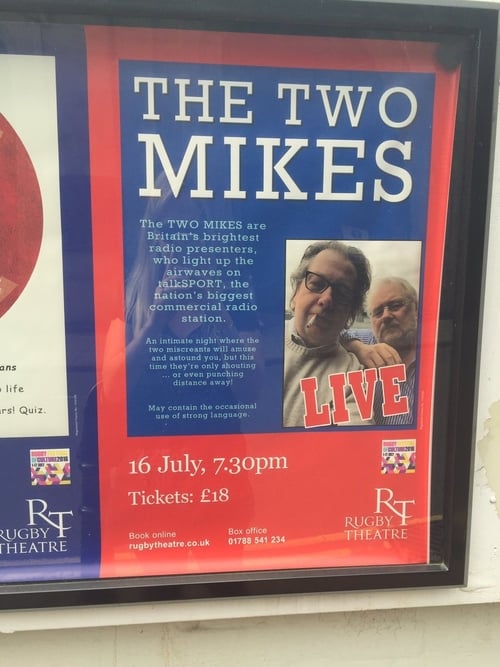 THE TWO
MIKES
The TWO MIKES are
Britain's brightest
radio presenters,
who light up the
airwaves on
talkSPORT, the
nation's biggest
commercial radio
station.
An intimate night where the
two miscreants will amuse
and astound you, but this
time they're only shouting
... or even punching
distance away!
May contain the occasional
use of strong language.
LIVE
16 July, 7.30pm
Tickets: £18
Book online
rugbytheatre.co.uk
Box office
01788 541 234
RT
RUGBY
THEATRE
ans
life
rs! Quiz.
RT
RUGBY
THEATRE